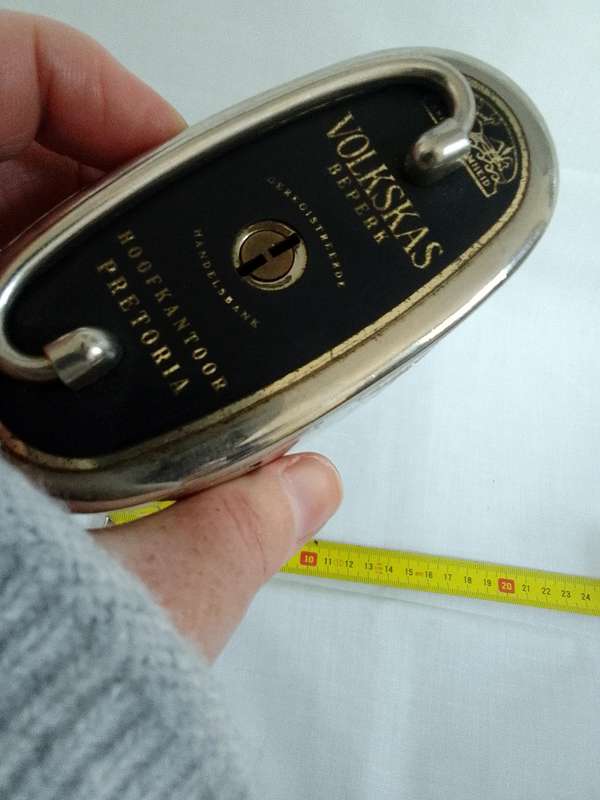 VOLKSKAS
BEPERK
GEREGISTREERDE
HANDELSBANK
HOOFKANTOOR
PRETORIA
10 11 12 13 14 15 16 17 18 19 20 21 22 23 24